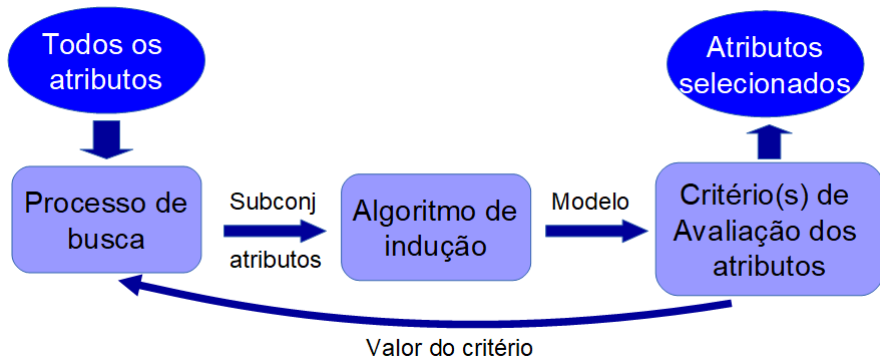 Todos os
atributos
Atributos
selecionados
Processo de
busca
Subconj
atributos
Algoritmo de
indução
Modelo
Critério(s) de
Avaliação dos
atributos
Valor do critério